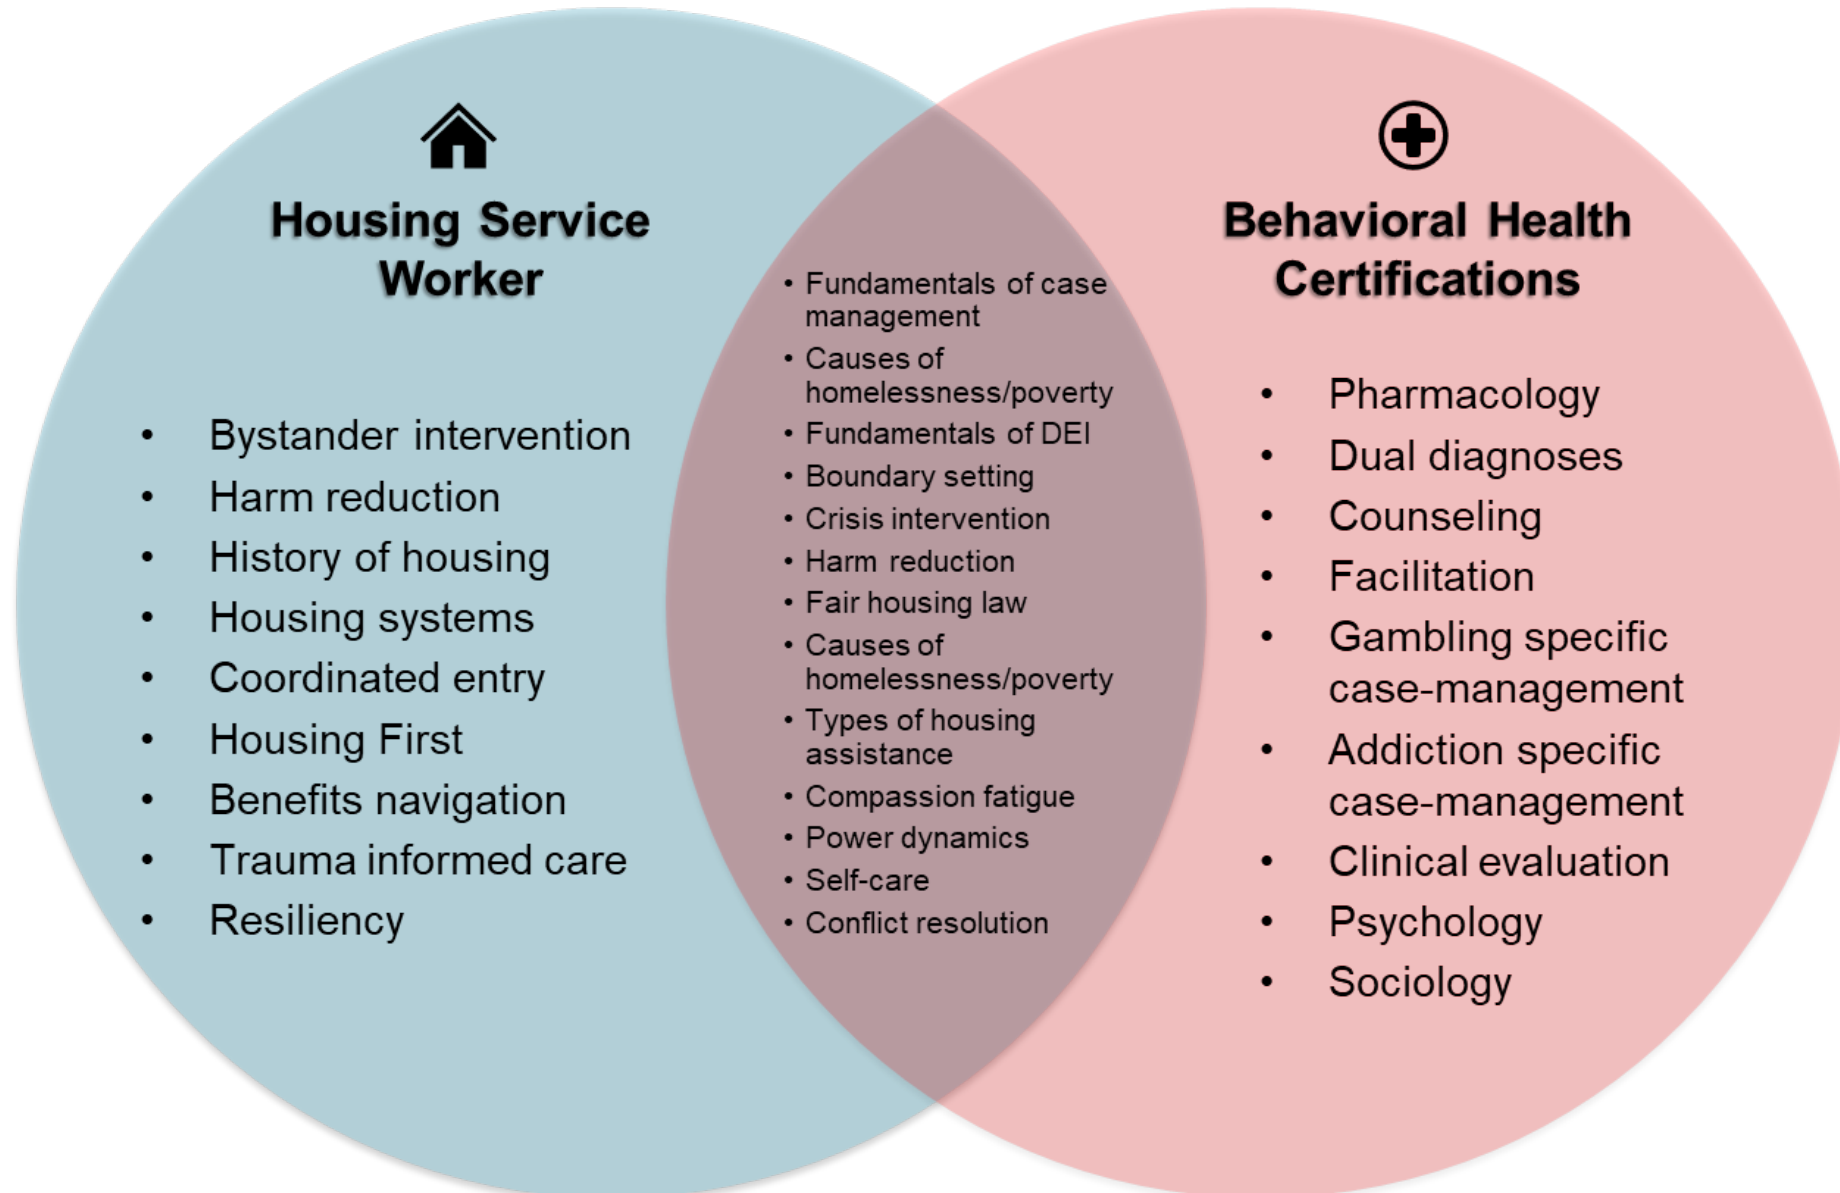 Housing Service
Worker
• Bystander intervention
• Harm reduction
• History of housing
• Housing systems
• Coordinated entry
• Housing First
• Benefits navigation
• Trauma informed care
• Resiliency
• Fundamentals of case
management
• Causes of
homelessness/poverty
• Fundamentals of DEI
• Boundary setting
• Crisis intervention
• Harm reduction
• Fair housing law
• Causes of
homelessness/poverty
• Types of housing
assistance
• Compassion fatigue
• Power dynamics
• Self-care
• Conflict resolution
Behavioral Health
Certifications
• Pharmacology
• Dual diagnoses
• Counseling
• Facilitation
• Gambling specific
case-management
• Addiction specific
case-management
• Clinical evaluation
• Psychology
• Sociology